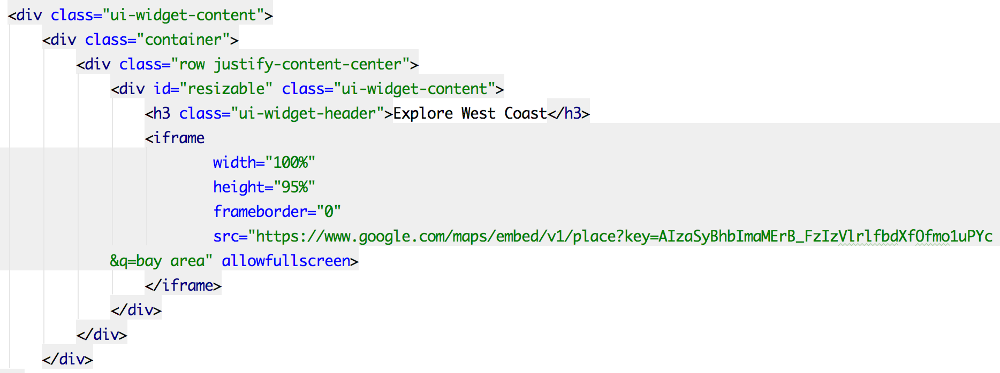 <div class="ui-widget-content">
<div class="container">
<div class="row justify-content-center">
<div id="resizable" class="ui-widget-content">
<h3 class="ui-widget-header">Explore West Coast</h3>
<iframe
width="100%"
height="95%"
frameborder="0"
src="https://www.google.com/maps/embed/v1/place?key=AIzaSyBhbImaMErB_FzIzVlrlfbdXfOfmo1uPYc
&q=bay area" allowfullscreen>
</iframe>
</div>
</div>
</div>